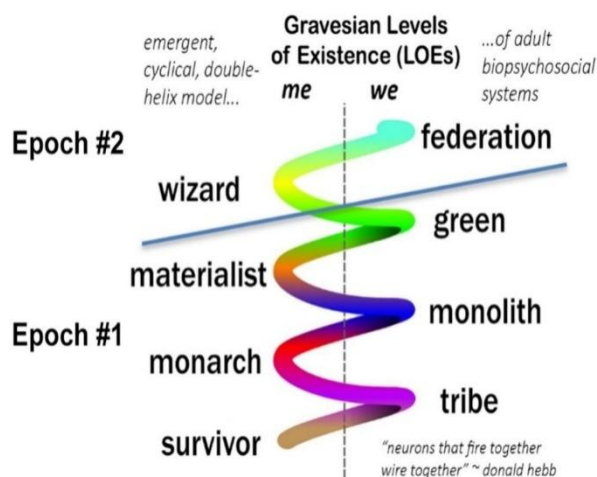 Gravesian Levels
of Existence (LOEs)
emergent,
cyclical, double-
helix model...
...of adult
biopsychosocial
systems
me
we
Epoch #2
federation
wizard
green
materialist
monolith
Epoch #1
monarch
tribe
survivor
"neurons that fire together
wire together" ~ donald hebb